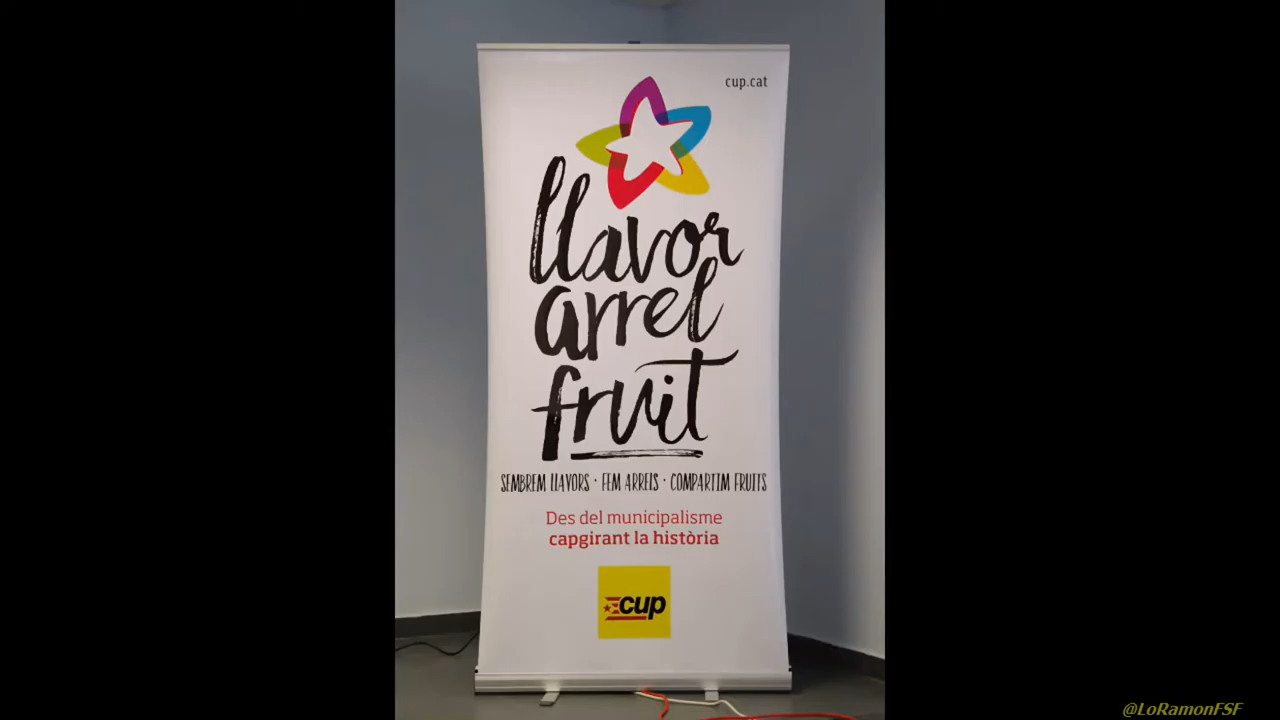 cup.cat
llavor
arrel
fruit
SEMBREM LLAVORS · FEM ARRELS · COMPARTIM FRUITS
Des del municipalisme
capgirant la història
cup
@LoRamonFSF